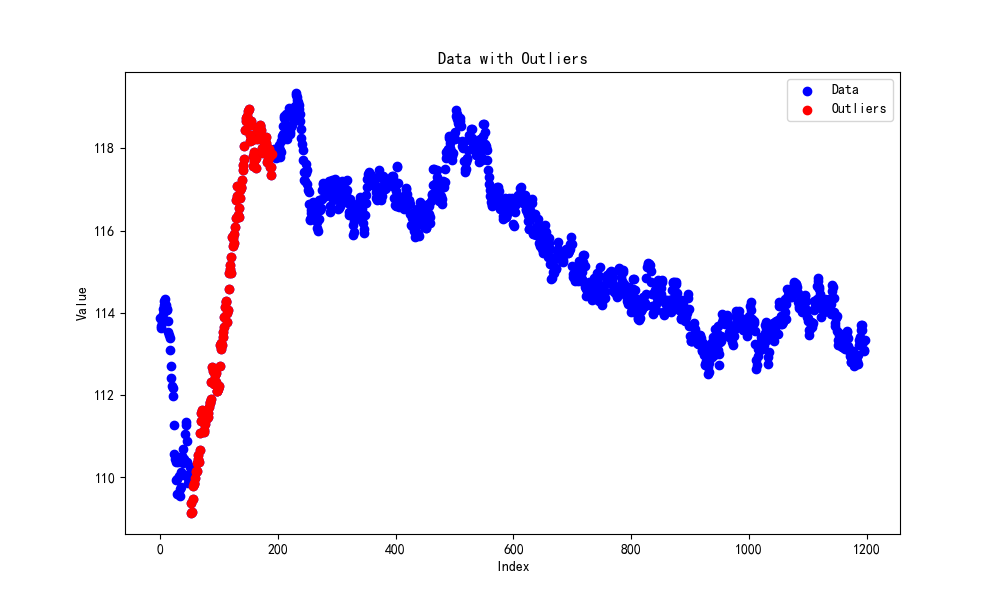 Data with Outliers
Data
Outliers
118
116
114
112
110
Value
0 200 400 600 800 1000 1200
Index